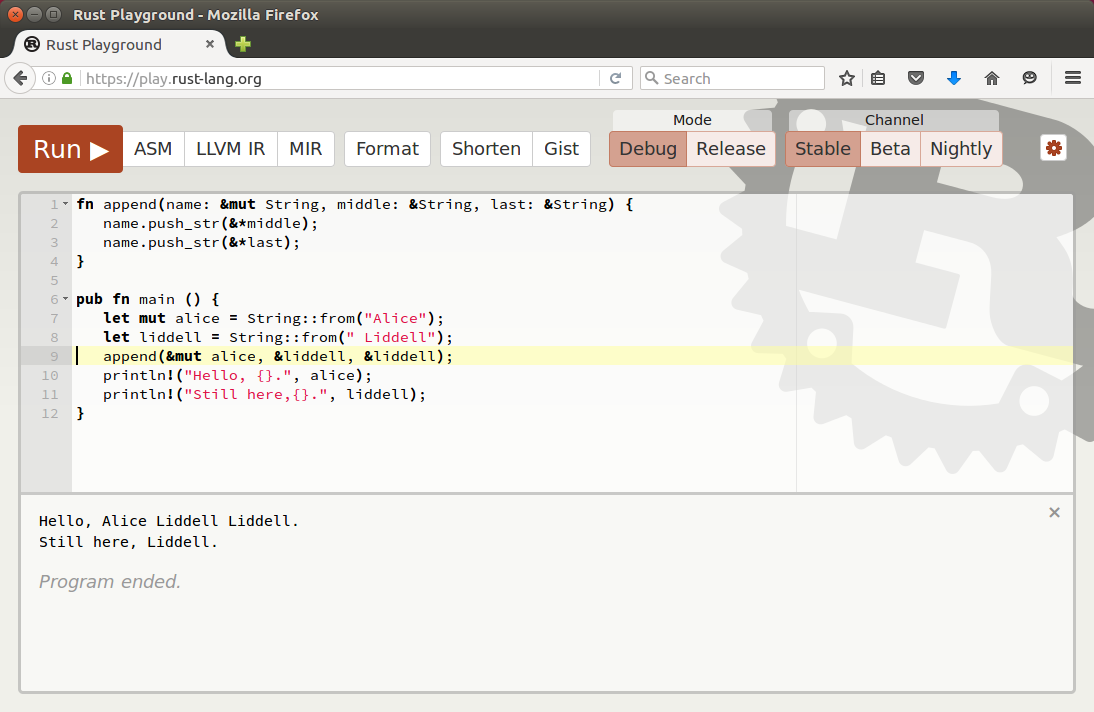 Rust Playground - Mozilla Firefox
Rust Playground
https://play.rust-lang.org
Search
Mode
Channel
Run ▶ ASM LLVM IR MIR Format Shorten Gist Debug Release Stable Beta Nightly
1 fn append(name: &mut String, middle: &String, last: &String) {
2    name.push_str(&*middle);
3    name.push_str(&*last);
4 }
5
6 pub fn main () {
7    let mut alice = String::from("Alice");
8    let liddell = String::from(" Liddell");
9    append(&mut alice, &liddell, &liddell);
10    println!("Hello, {}.", alice);
11    println!("Still here,{}.", liddell);
12 }
Hello, Alice Liddell Liddell.
Still here, Liddell.
Program ended.